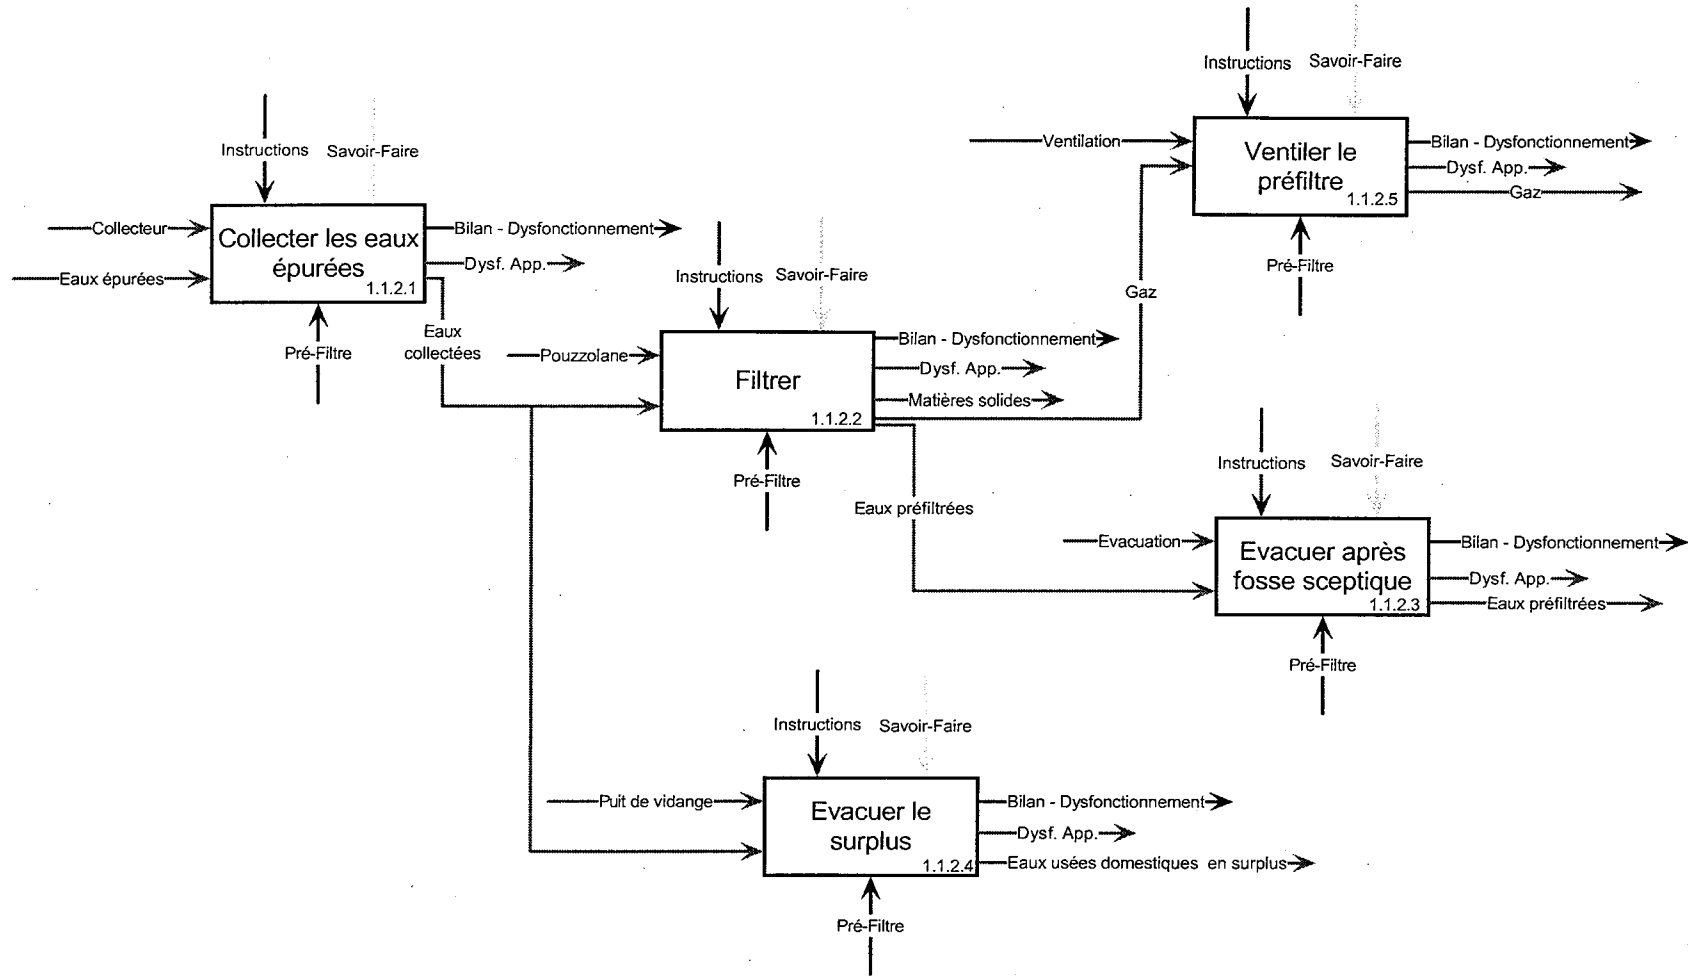 Instructions
Savoir-Faire
Collecteur
Eaux épurées
Collecter les eaux
épurées
1.1.2.1
Bilan - Dysfonctionnement
Dysf. App.
Pré-Filtre
Eaux
collectées
Instructions
Savoir-Faire
Pouzzolane
Filtrer
1.1.2.2
Bilan - Dysfonctionnement
Dysf. App.
Matières solides
Pré-Filtre
Gaz
Eaux préfiltrées
Instructions
Savoir-Faire
Ventilation
Ventiler le
préfiltre
1.1.2.5
Bilan - Dysfonctionnement
Dysf. App.
Gaz
Pré-Filtre
Instructions
Savoir-Faire
Evacuation
Evacuer après
fosse sceptique
1.1.2.3
Bilan - Dysfonctionnement
Dysf. App.
Eaux préfiltrées
Pré-Filtre
Instructions
Savoir-Faire
Puit de vidange
Evacuer le
surplus
1.1.2.4
Bilan - Dysfonctionnement
Dysf. App.
Eaux usées domestiques en surplus
Pré-Filtre